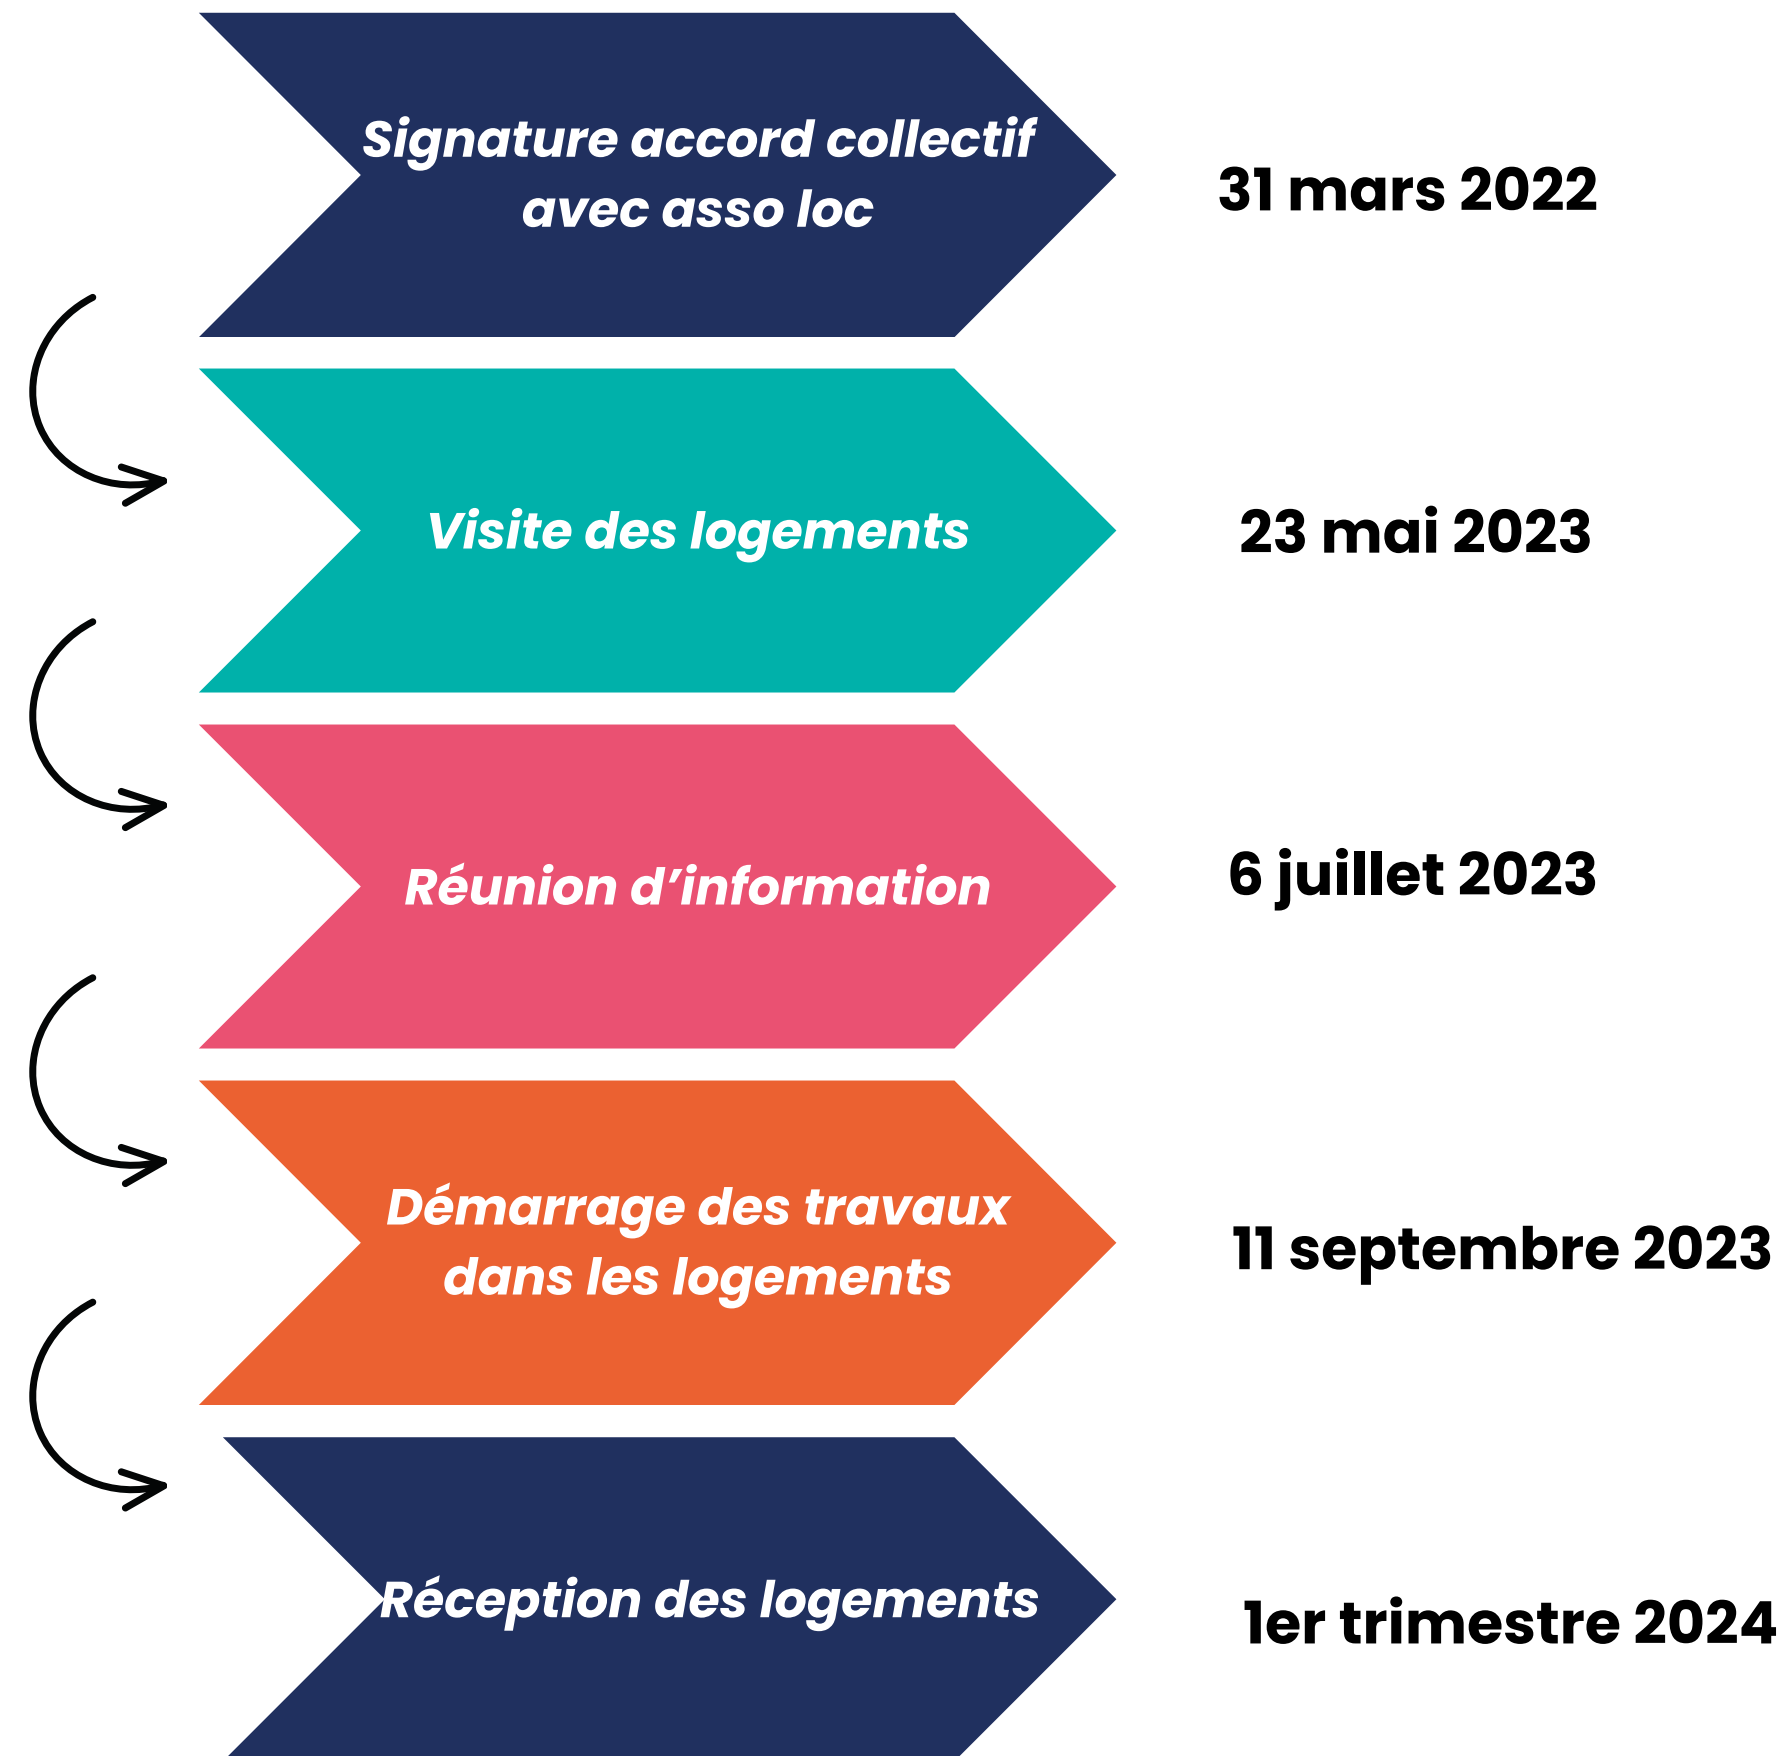 Signature accord collectif
avec asso loc
31 mars 2022
Visite des logements
23 mai 2023
Réunion d’information
6 juillet 2023
Démarrage des travaux
dans les logements
11 septembre 2023
Réception des logements
1er trimestre 2024